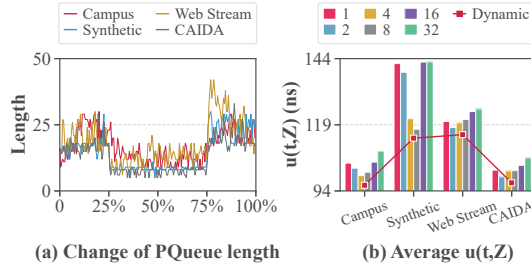 Campus
Web Stream
Synthetic
CAIDA
Length
50
25
0
0
25%
50%
75%
100%
(a) Change of PQueue length
1
4
16
Dynamic
2
8
32
u(t,Z) (ns)
144
119
94
Campus
Synthetic
Web Stream
CAIDA
(b) Average u(t,Z)